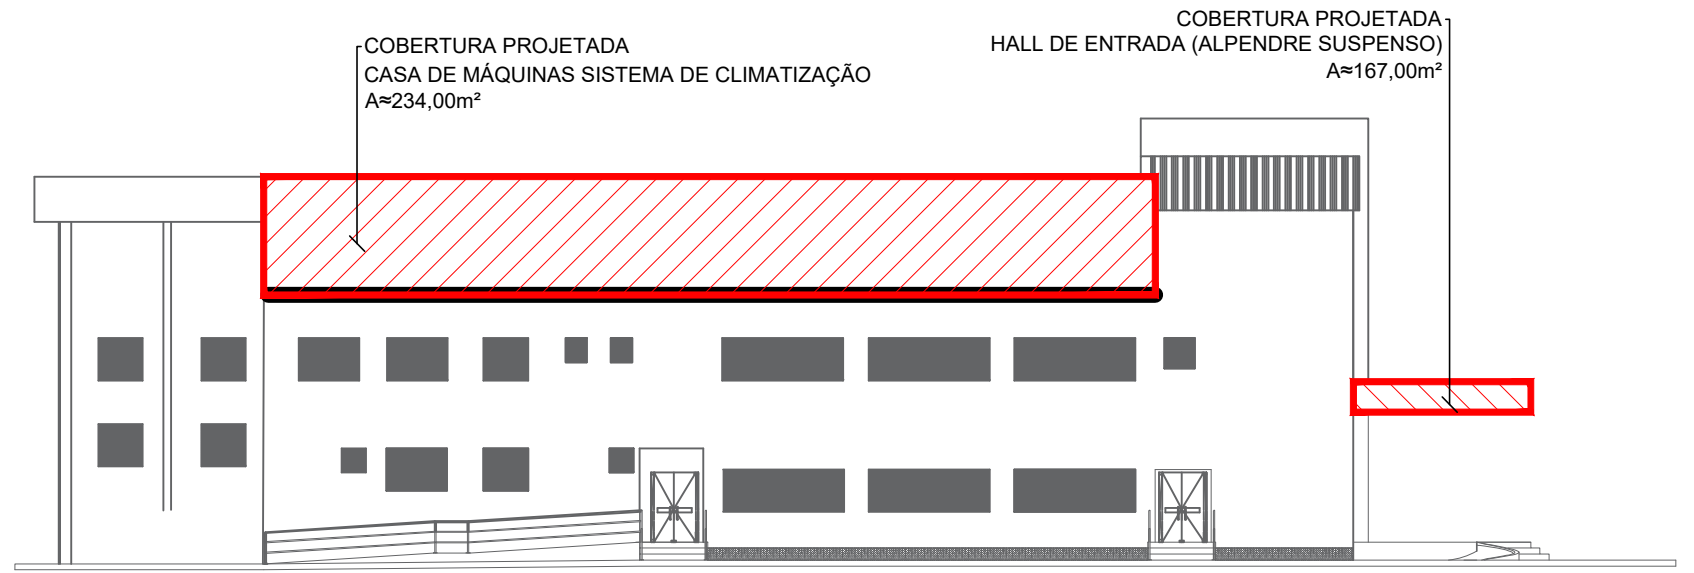 COBERTURA PROJETADA
CASA DE MÁQUINAS SISTEMA DE CLIMATIZAÇÃO
A≈234,00m²
COBERTURA PROJETADA
HALL DE ENTRADA (ALPENDRE SUSPENSO)
A≈167,00m²